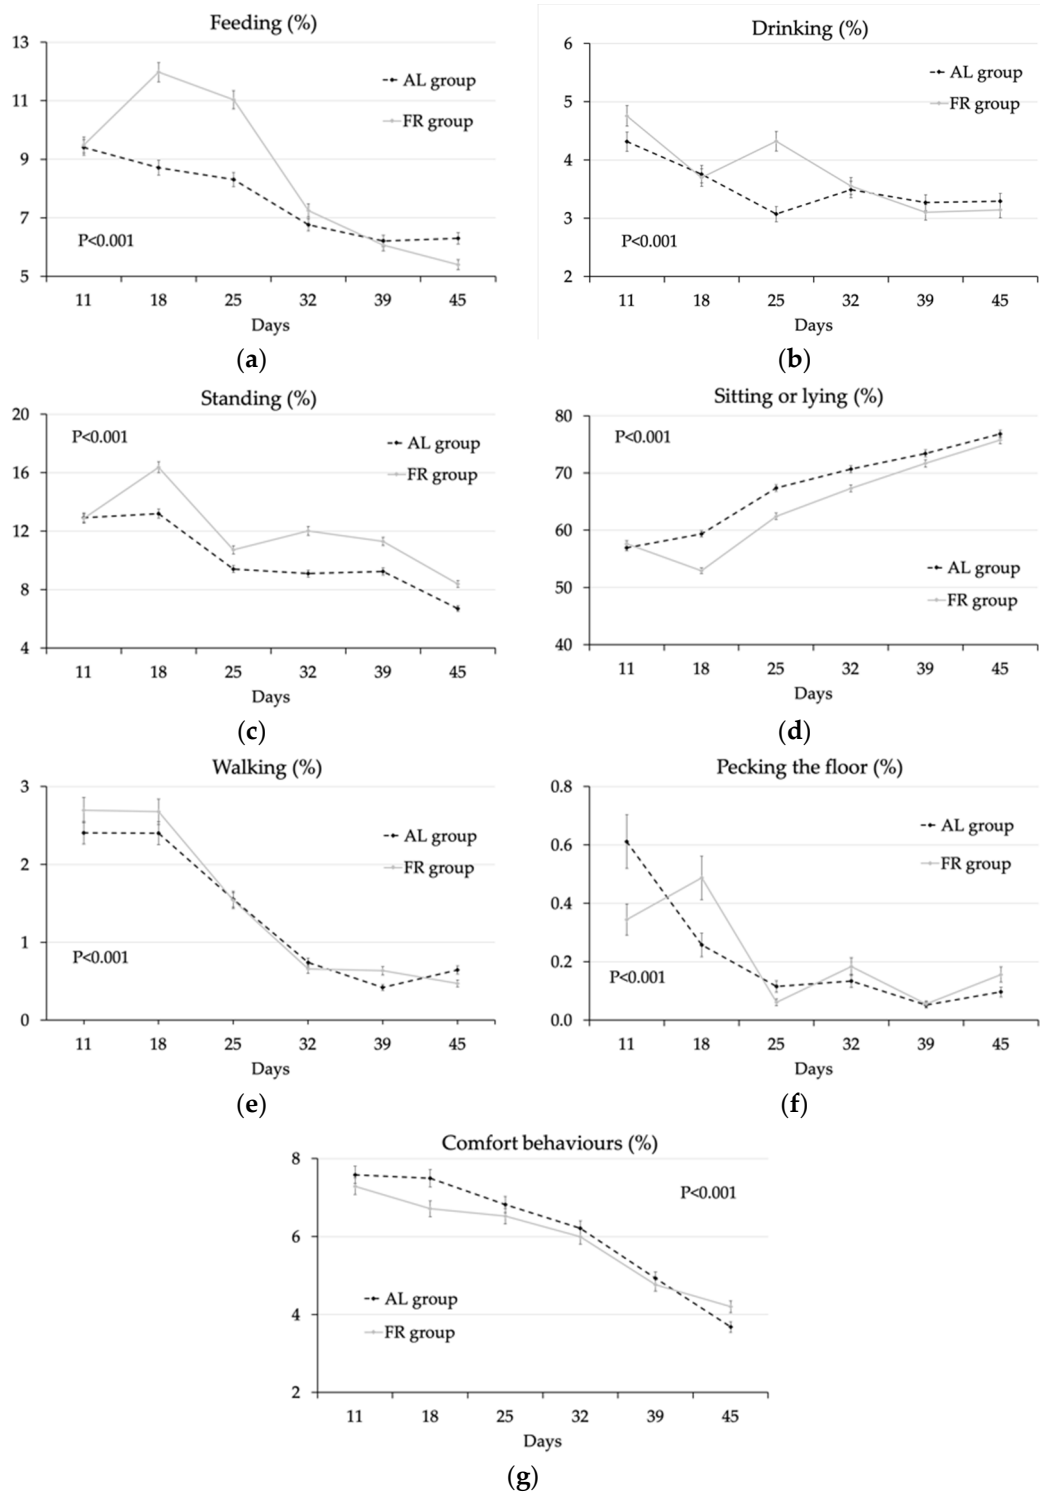 Feeding (%)
13
11
9
7
5
AL group
FR group
P<0.001
11 18 25 32 39 45
Days
(a)
Drinking (%)
6
5
4
3
2
AL group
FR group
P<0.001
11 18 25 32 39 45
Days
(b)
Standing (%)
20
16
12
8
4
P<0.001
AL group
FR group
11 18 25 32 39 45
Days
(c)
Sitting or lying (%)
80
70
60
50
40
P<0.001
AL group
FR group
11 18 25 32 39 45
Days
(d)
Walking (%)
3
2
1
0
AL group
FR group
P<0.001
11 18 25 32 39 45
Days
(e)
Pecking the floor (%)
0.8
0.6
0.4
0.2
0.0
AL group
FR group
P<0.001
11 18 25 32 39 45
Days
(f)
Comfort behaviours (%)
8
6
4
2
P<0.001
AL group
FR group
11 18 25 32 39 45
Days
(g)